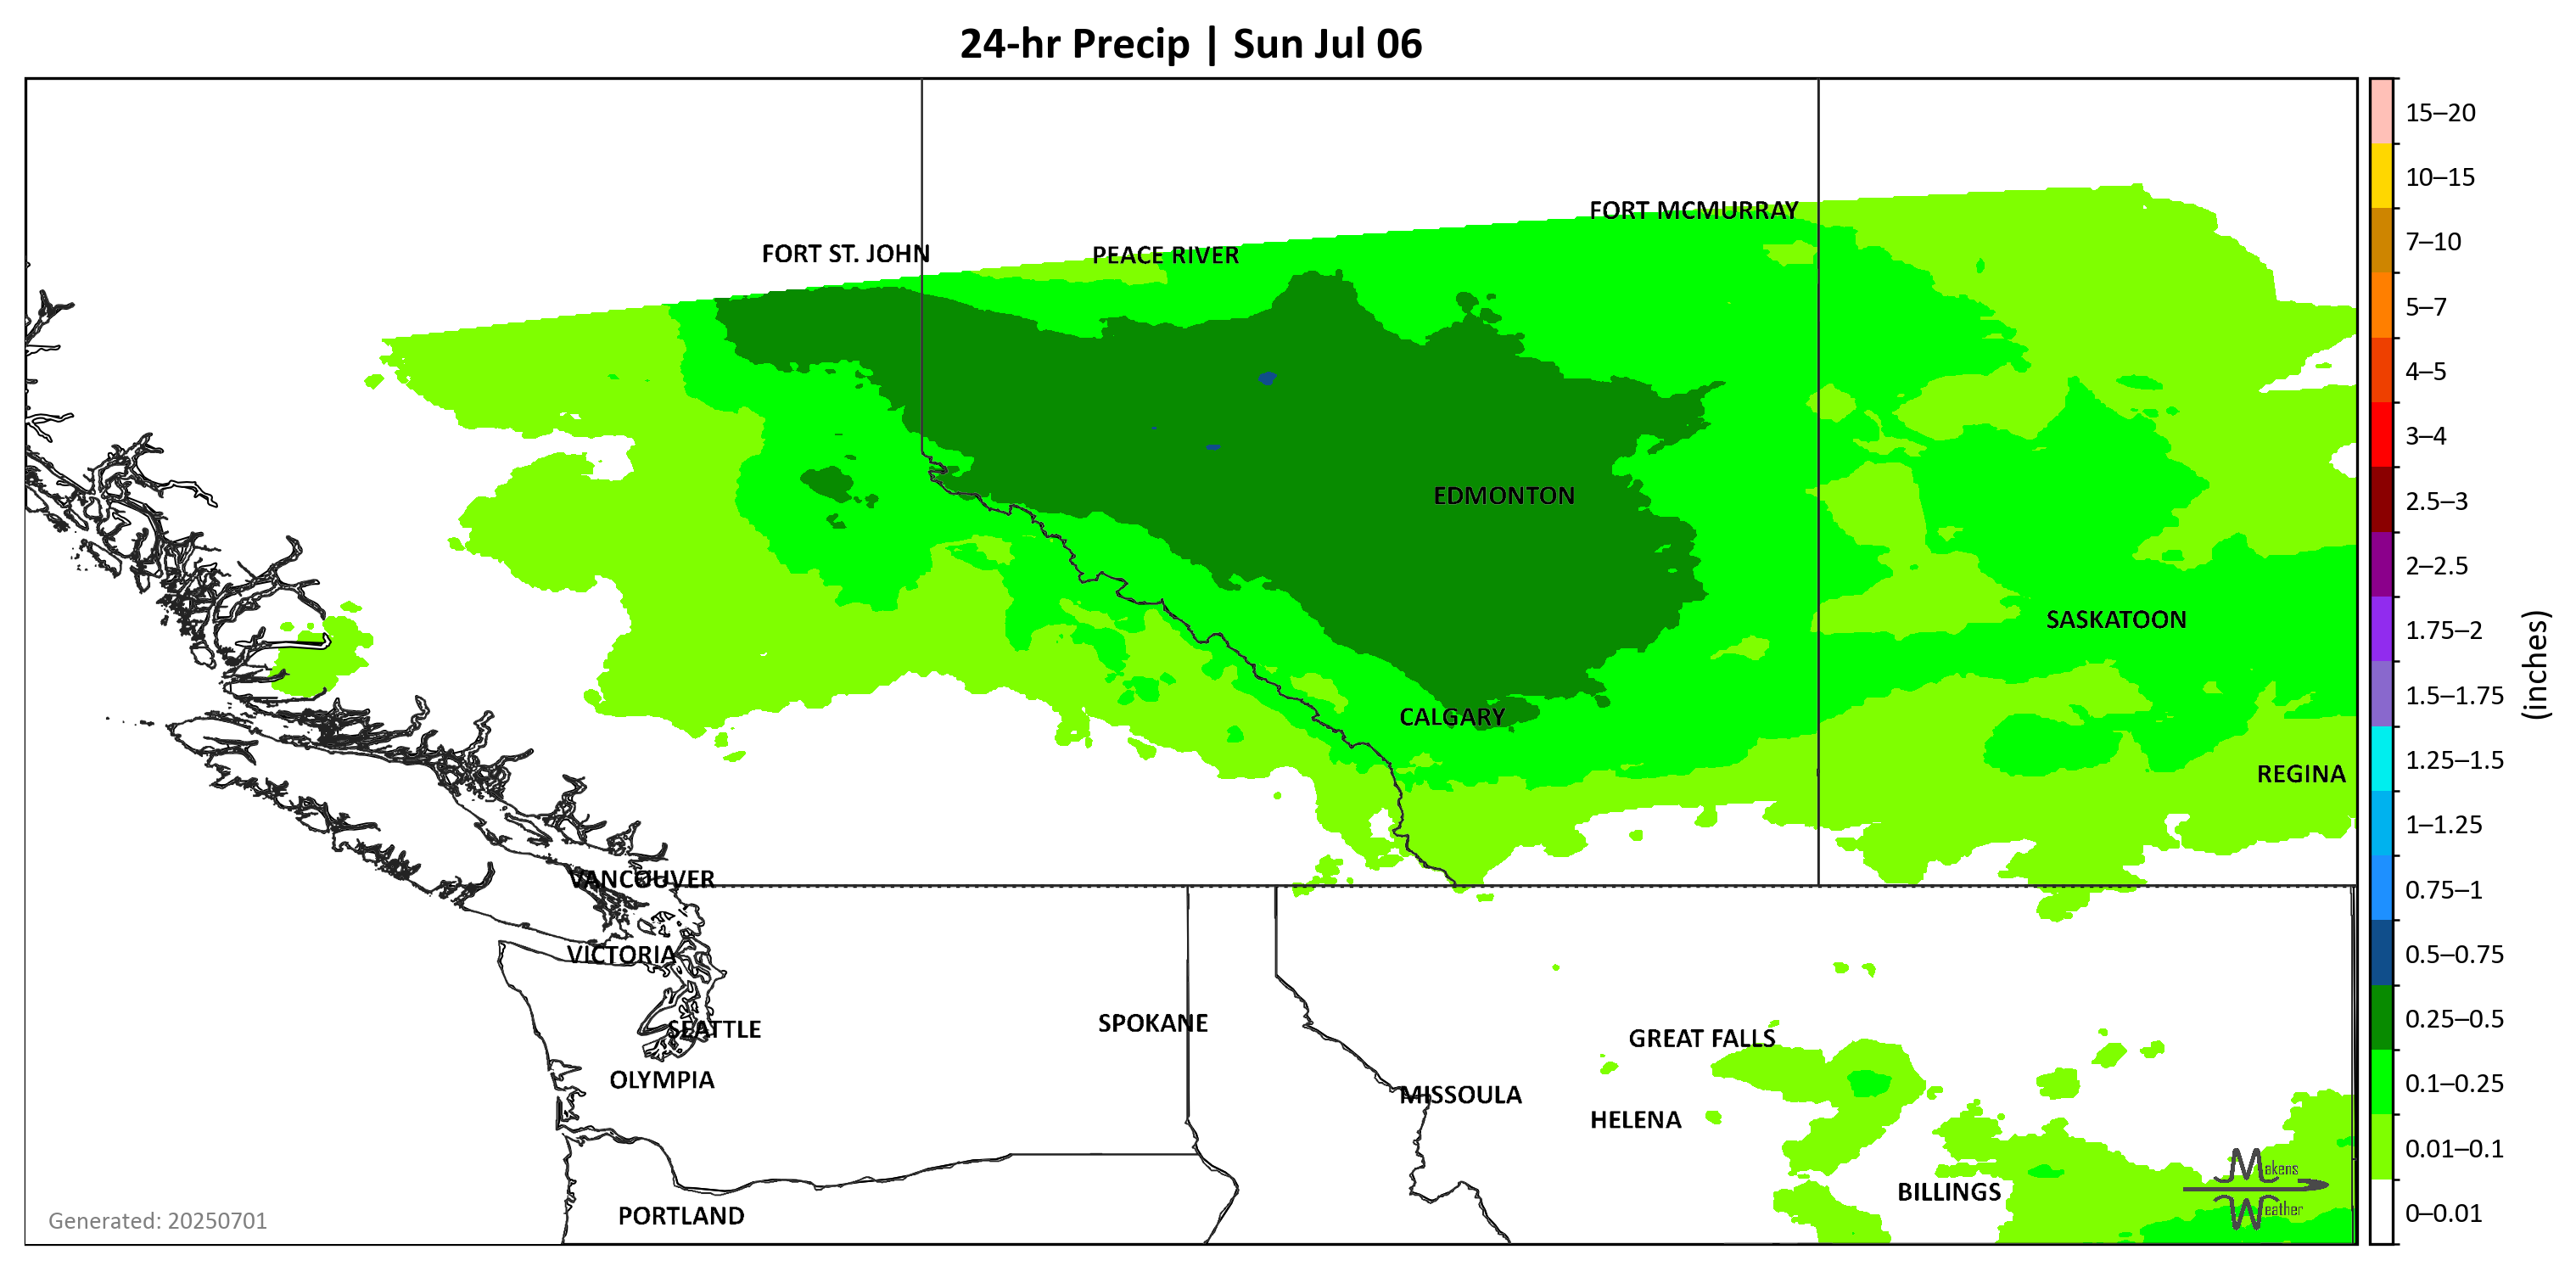 24-hr Precip | Sun Jul 06
15–20
10–15
7–10
5–7
4–5
3–4
2.5–3
2–2.5
1.75–2
1.5–1.75
1.25–1.5
1–1.25
0.75–1
0.5–0.75
0.25–0.5
0.1–0.25
0.01–0.1
0–0.01
(inches)
FORT MCMURRAY
FORT ST. JOHN
PEACE RIVER
EDMONTON
SASKATOON
CALGARY
REGINA
VANCOUVER
VICTORIA
SEATTLE
SPOKANE
GREAT FALLS
OLYMPIA
MISSOULA
HELENA
BILLINGS
PORTLAND
Makens
Weather
Generated: 20250701